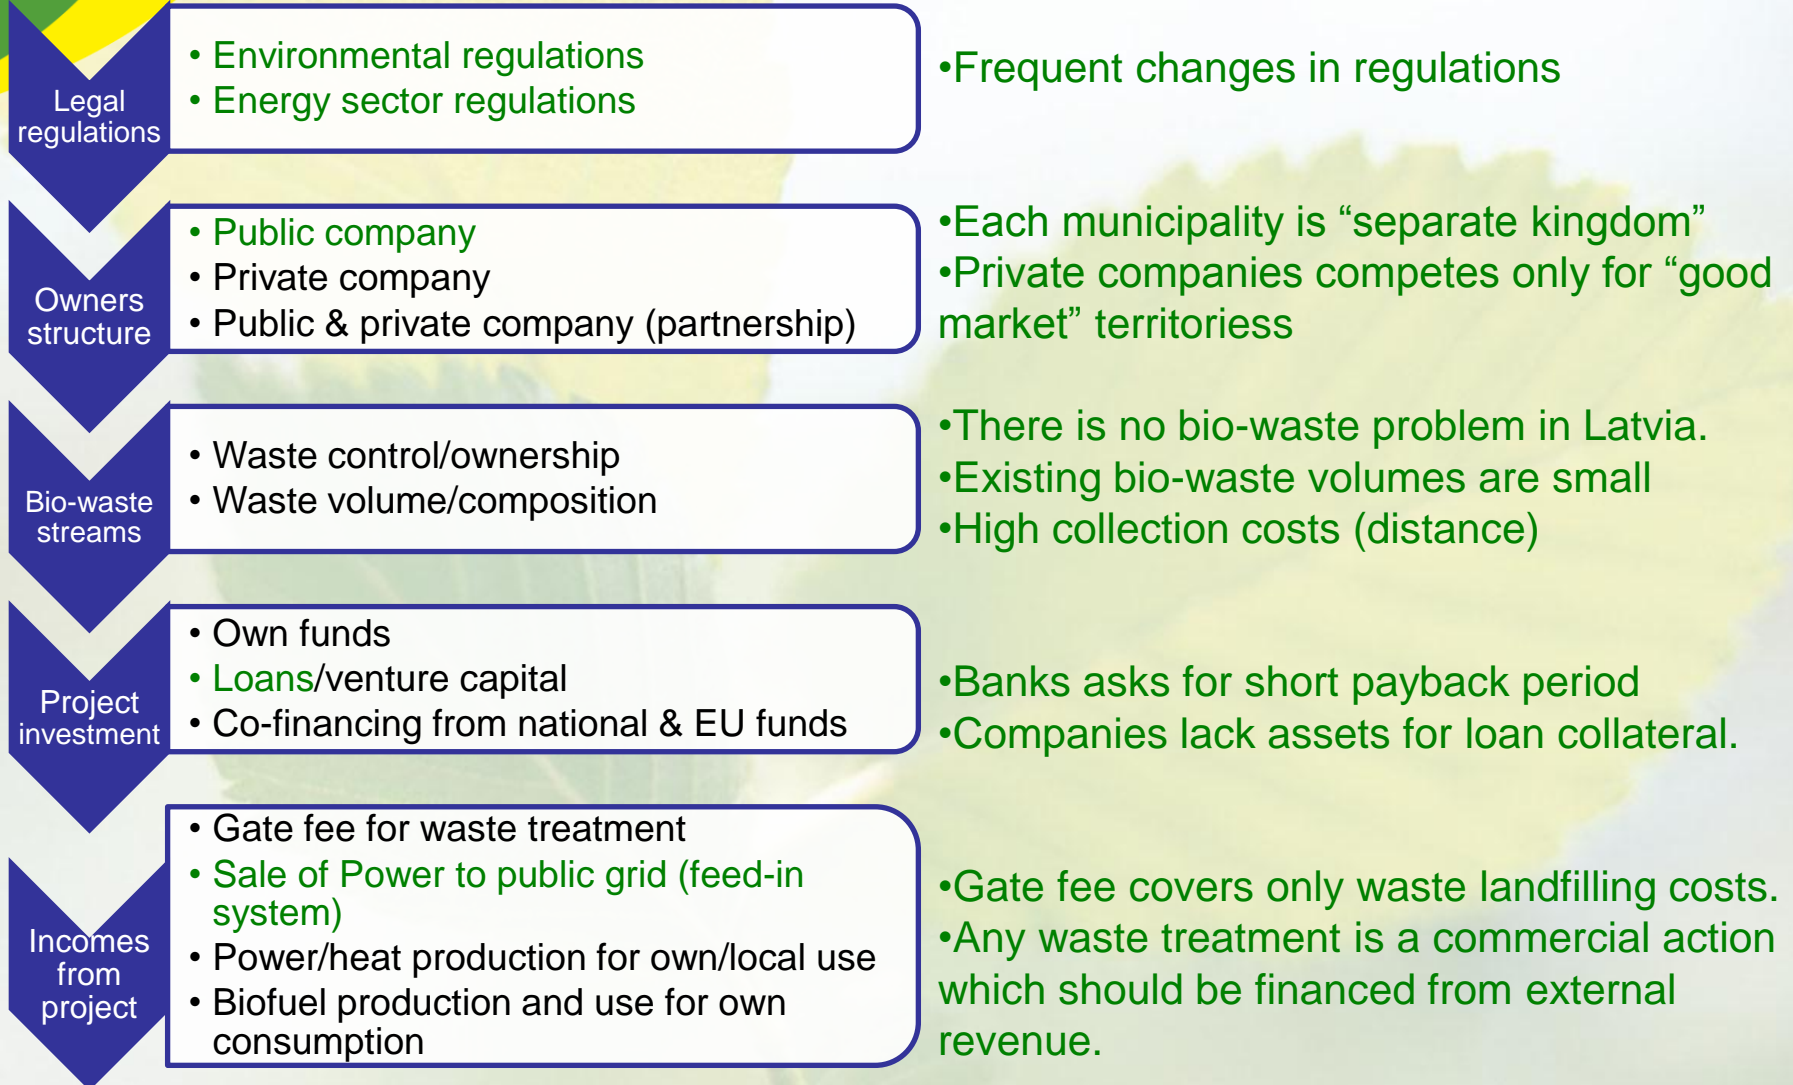 Legal
regulations
• Environmental regulations
• Energy sector regulations
•Frequent changes in regulations
Owners
structure
• Public company
• Private company
• Public & private company (partnership)
•Each municipality is “separate kingdom”
•Private companies competes only for “good
market” territoriess
Bio-waste
streams
• Waste control/ownership
• Waste volume/composition
•There is no bio-waste problem in Latvia.
•Existing bio-waste volumes are small
•High collection costs (distance)
Project
investment
• Own funds
• Loans/venture capital
• Co-financing from national & EU funds
•Banks asks for short payback period
•Companies lack assets for loan collateral.
Incomes
from
project
• Gate fee for waste treatment
• Sale of Power to public grid (feed-in
system)
• Power/heat production for own/local use
• Biofuel production and use for own
consumption
•Gate fee covers only waste landfilling costs.
•Any waste treatment is a commercial action
which should be financed from external
revenue.